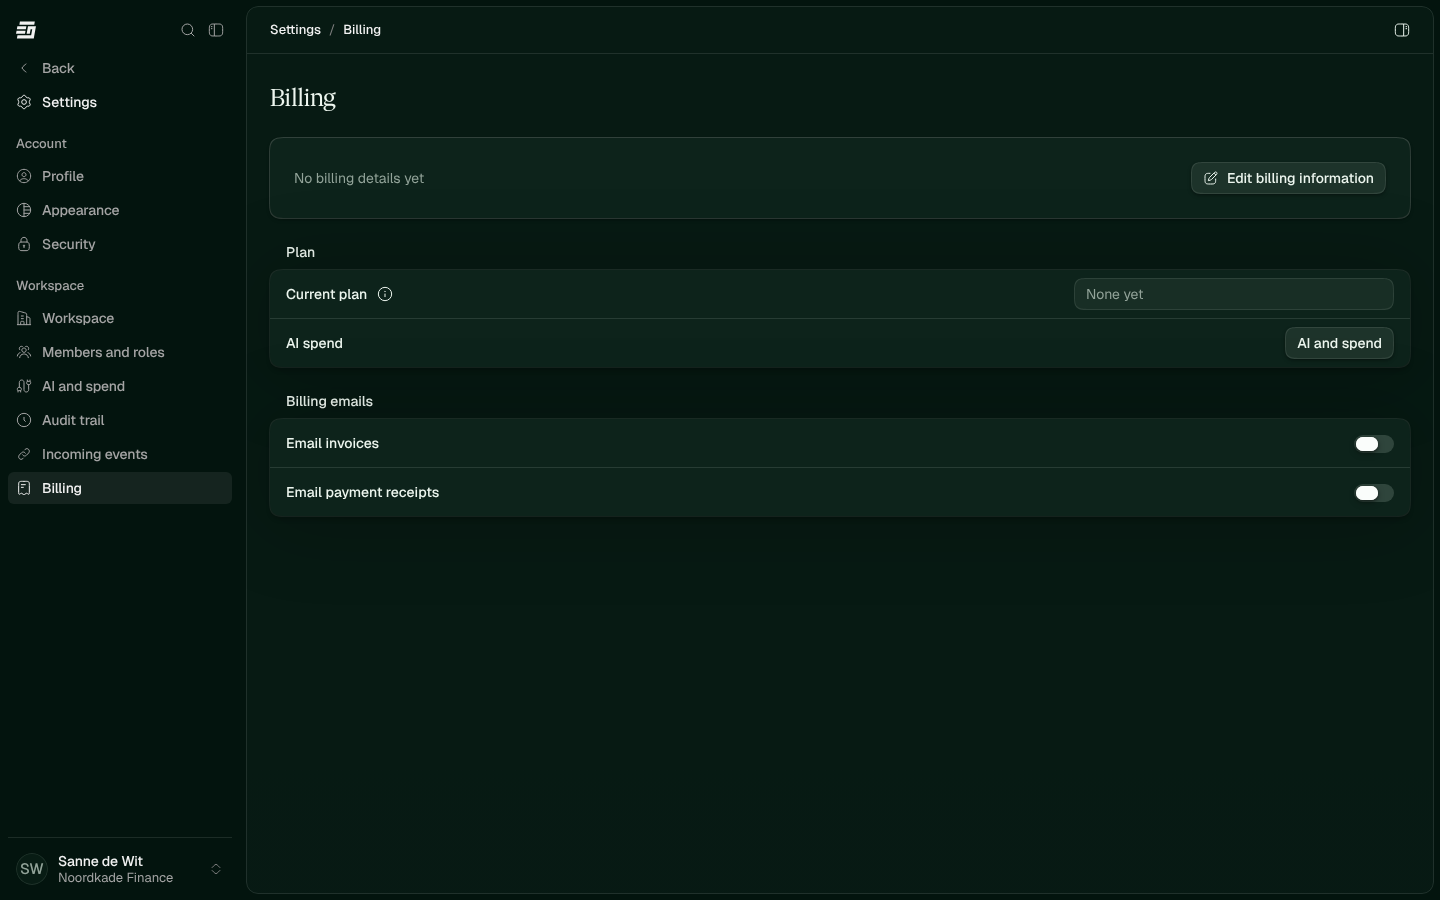 Settings / Billing
Back
Settings
Account
Profile
Appearance
Security
Workspace
Workspace
Members and roles
AI and spend
Audit trail
Incoming events
Billing
SW
Sanne de Wit
Noordkade Finance
Billing
No billing details yet
Edit billing information
Plan
Current plan
None yet
AI spend
AI and spend
Billing emails
Email invoices
Email payment receipts